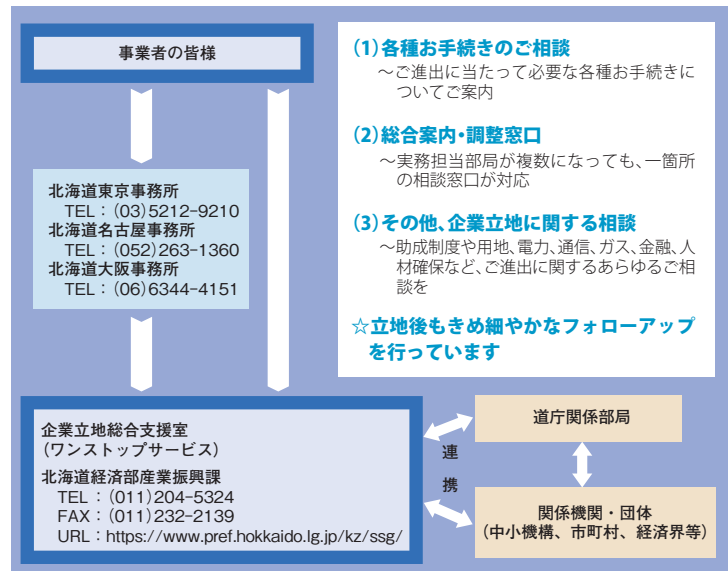 事業者の皆様
北海道東京事務所
TEL：(03)5212-9210
北海道名古屋事務所
TEL：(052)263-1360
北海道大阪事務所
TEL：(06)6344-4151
(1)各種お手続きのご相談
～ご進出に当たって必要な各種お手続きに
ついてご案内
(2)総合案内・調整窓口
～実務担当部局が複数になっても、一箇所
の相談窓口が対応
(3)その他、企業立地に関する相談
～助成制度や用地、電力、通信、ガス、金融、人
材確保など、ご進出に関するあらゆるご相
談を
☆立地後もきめ細やかなフォローアップ
を行っています
企業立地総合支援室
(ワンストップサービス)
北海道経済部産業振興課
TEL：(011)204-5324
FAX：(011)232-2139
URL：https://www.pref.hokkaido.lg.jp/kz/ssg/
連
携
道庁関係部局
関係機関・団体
(中小機構、市町村、経済界等)